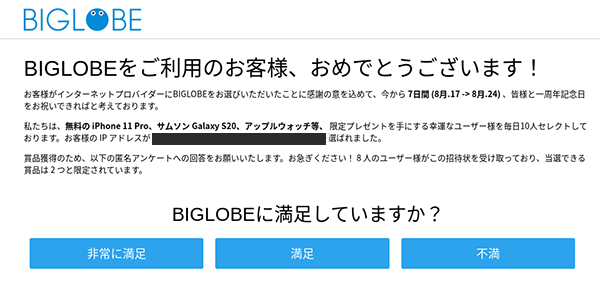 BIGLOBE
BIGLOBEをご利用のお客様、おめでとうございます！
お客様がインターネットプロバイダーにBIGLOBEをお選びいただいたことに感謝の意を込めて、今から 7日間 (8月.17 -> 8月.24) 、皆様と一周年記念日
をお祝いできればと考えております。
私たちは、無料の iPhone 11 Pro、サムソン Galaxy S20、アップルウォッチ等、 限定プレゼントを手にする幸運なユーザー様を毎日10人セレクトして
おります。お客様の IP アドレスが 選ばれました。
賞品獲得のため、以下の匿名アンケートへの回答をお願いいたします。お急ぎください！ 8 人のユーザー様がこの招待状を受け取っており、当選できる
賞品は 2 つと限定されています。
BIGLOBEに満足していますか？
非常に満足
満足
不満